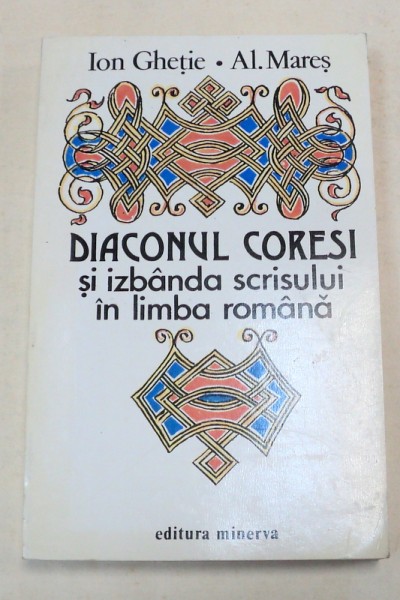 Ion Gheție • Al. Mareș
DIACONUL CORESI
și izbânda scrisului
în limba română
editura minerva